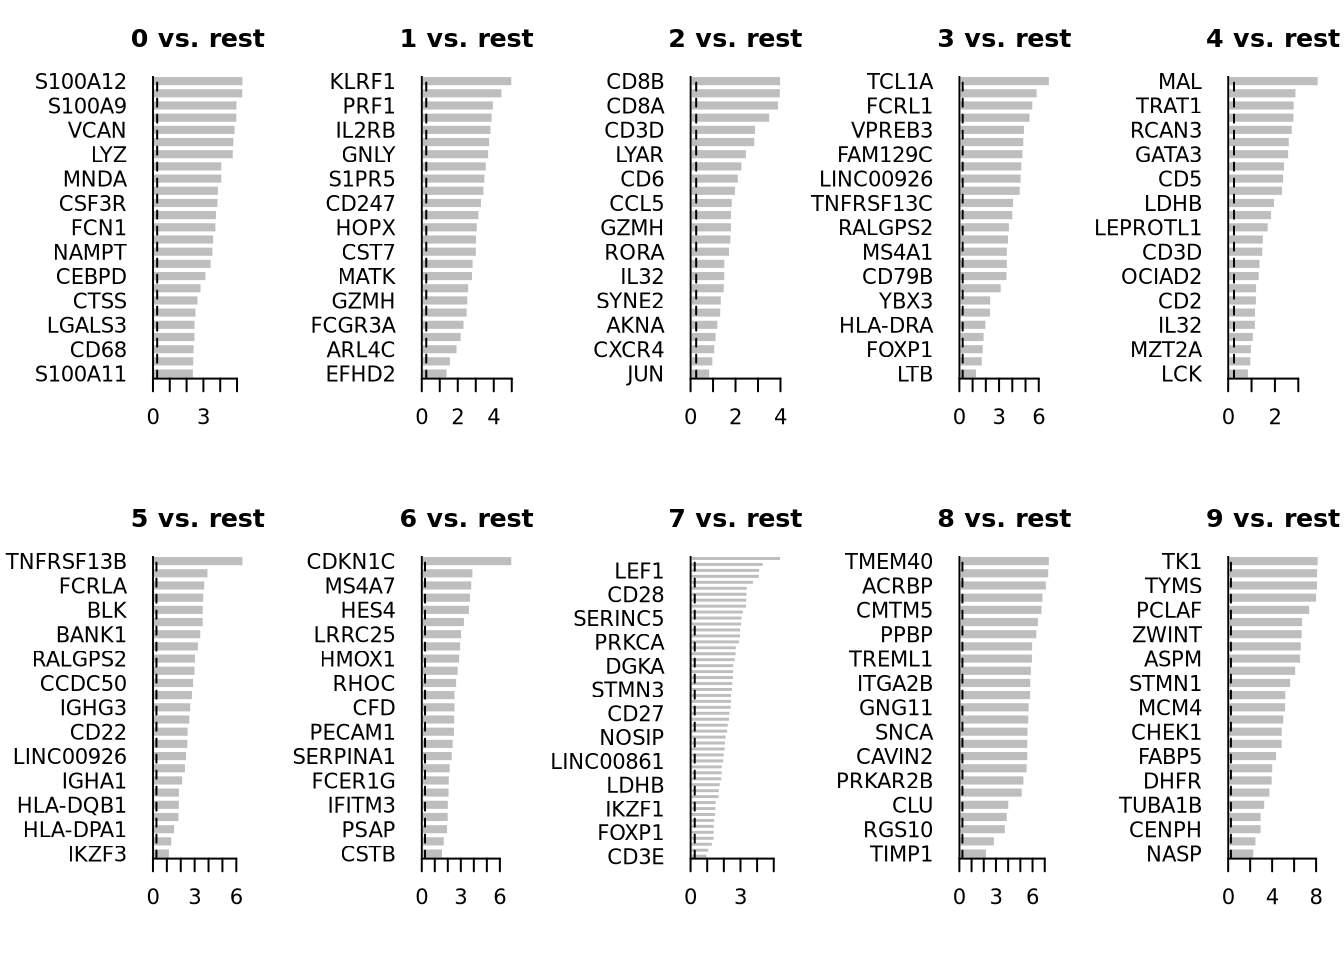 0 vs. rest
S100A12
S100A9
VCAN
LYZ
MNDA
CSF3R
FCN1
NAMPT
CEBPD
CTSS
LGALS3
CD68
S100A11
0 3
1 vs. rest
KLRF1
PRF1
IL2RB
GNLY
S1PR5
CD247
HOPX
CST7
MATK
GZMH
FCGR3A
ARL4C
EFHD2
0 2 4
2 vs. rest
CD8B
CD8A
CD3D
LYAR
CD6
CCL5
GZMH
RORA
IL32
SYNE2
AKNA
CXCR4
JUN
0 2 4
3 vs. rest
TCL1A
FCRL1
VPREB3
FAM129C
LINC00926
TNFRSF13C
RALGPS2
MS4A1
CD79B
YBX3
HLA-DRA
FOXP1
LTB
0 3 6
4 vs. rest
MAL
TRAT1
RCAN3
GATA3
CD5
LDHB
LEPROTL1
CD3D
OCIAD2
CD2
IL32
MZT2A
LCK
0 2
5 vs. rest
TNFRSF13B
FCRLA
BLK
BANK1
RALGPS2
CCDC50
IGHG3
CD22
LINC00926
IGHA1
HLA-DQB1
HLA-DPA1
IKZF3
0 3 6
6 vs. rest
CDKN1C
MS4A7
HES4
LRRC25
HMOX1
RHOC
CFD
PECAM1
SERPINA1
FCER1G
IFITM3
PSAP
CSTB
0 3 6
7 vs. rest
LEF1
CD28
SERINC5
PRKCA
DGKA
STMN3
CD27
NOSIP
LINC00861
LDHB
IKZF1
FOXP1
CD3E
0 3
8 vs. rest
TMEM40
ACRBP
CMTM5
PPBP
TREML1
ITGA2B
GNG11
SNCA
CAVIN2
PRKAR2B
CLU
RGS10
TIMP1
0 3 6
9 vs. rest
TK1
TYMS
PCLAF
ZWINT
ASPM
STMN1
MCM4
CHEK1
FABP5
DHFR
TUBA1B
CENPH
NASP
0 4 8